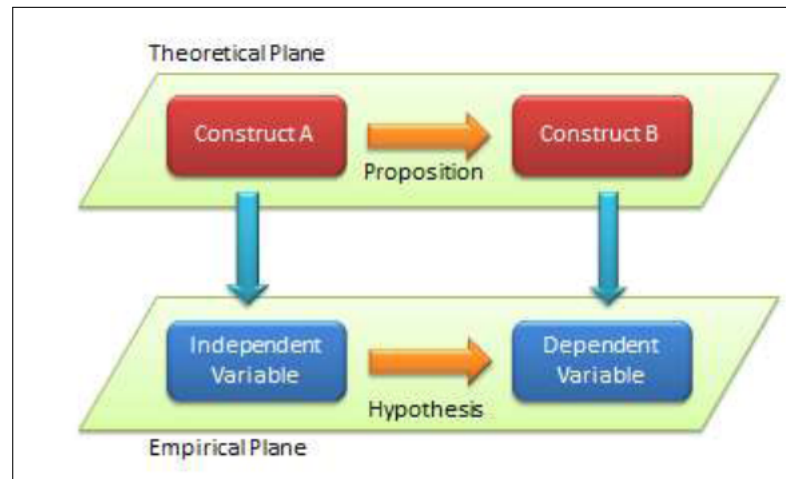 Theoretical Plane
Construct A
Construct B
Proposition
Independent
Variable
Dependent
Variable
Hypothesis
Empirical Plane